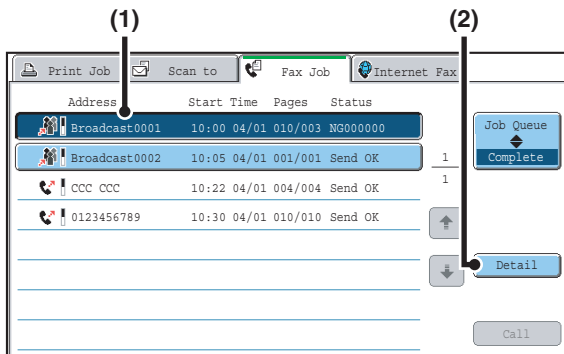 (1) (2)
Print Job Scan to Fax Job Internet Fax
Address Start Time Pages Status
Broadcast0001 10:00 04/01 010/003 NG000000
Job Queue
Complete
Broadcast0002 10:05 04/01 001/001 Send OK
1
1
CCC CCC 10:22 04/01 004/004 Send OK
0123456789 10:30 04/01 010/010 Send OK
Detail
Call